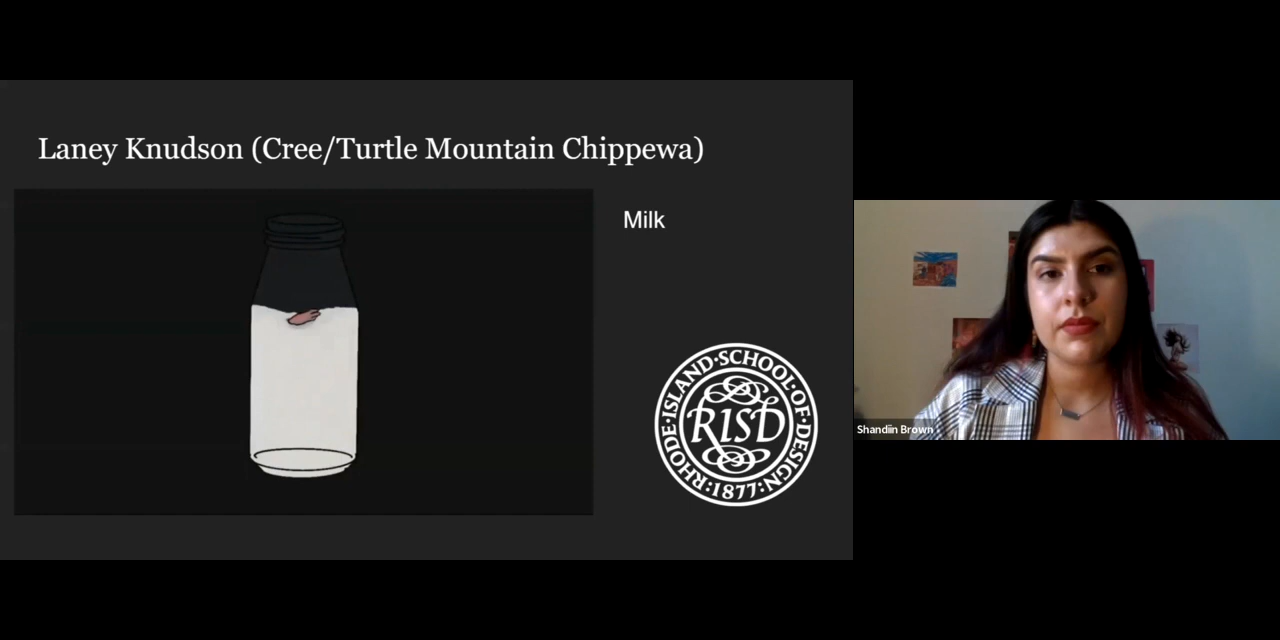 Laney Knudson (Cree/Turtle Mountain Chippewa)
Milk
RHODE·ISLAND·SCHOOL·OF·DESIGN
RISD
:1877:
Shandiin Brown